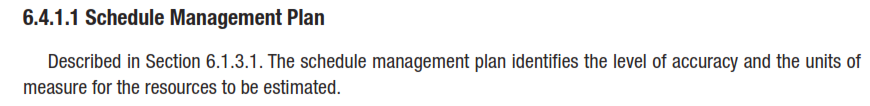 6.4.1.1 Schedule Management Plan
Described in Section 6.1.3.1. The schedule management plan identifies the level of accuracy and the units of
measure for the resources to be estimated.